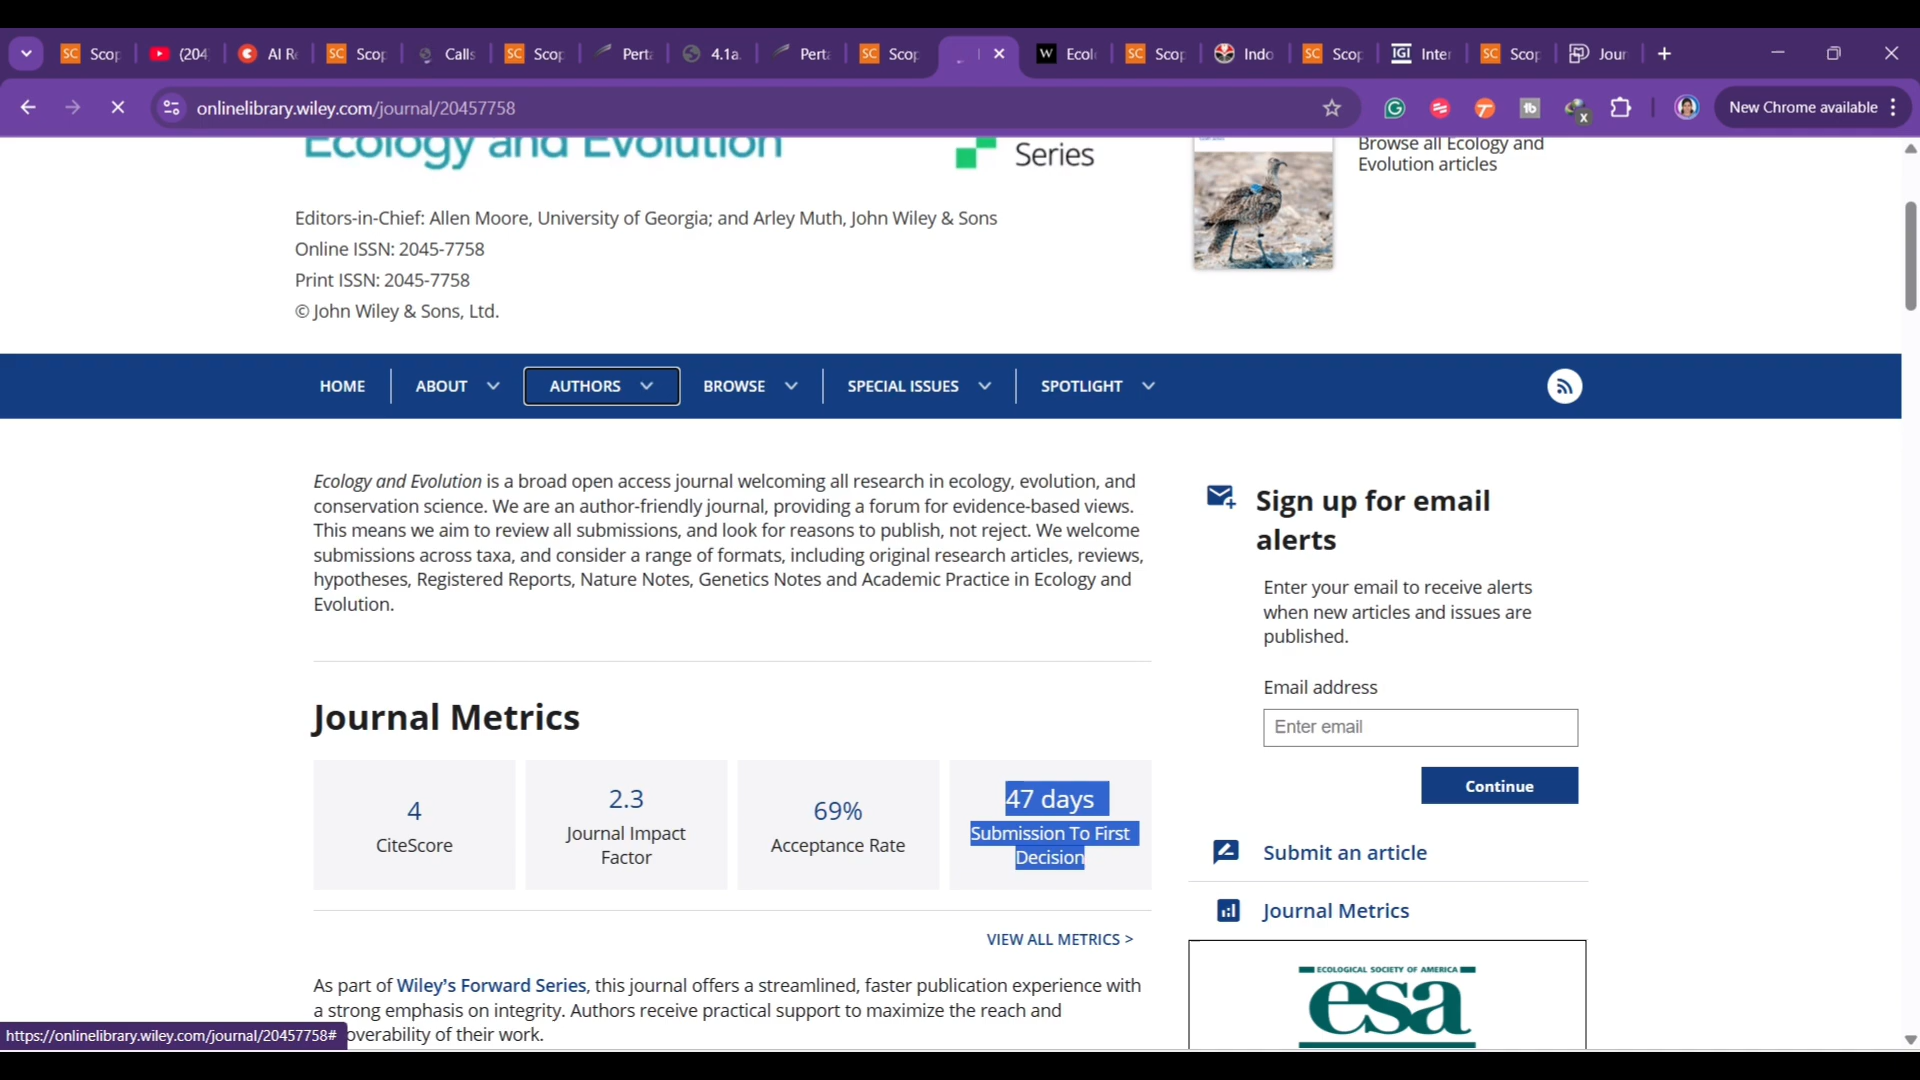 Scop
(204
AI Re
Scop
Calls
Scop
Perta
4.1a.
Perta
Scop
Ecolo
Scop
Indo
Scop
Inter
Scop
Jour
onlinelibrary.wiley.com/journal/20457758
New Chrome available
Ecology and Evolution
Series
Browse all Ecology and
Evolution articles
Editors-in-Chief: Allen Moore, University of Georgia; and Arley Muth, John Wiley & Sons
Online ISSN: 2045-7758
Print ISSN: 2045-7758
© John Wiley & Sons, Ltd.
HOME
ABOUT
AUTHORS
BROWSE
SPECIAL ISSUES
SPOTLIGHT
Ecology and Evolution is a broad open access journal welcoming all research in ecology, evolution, and
conservation science. We are an author-friendly journal, providing a forum for evidence-based views.
This means we aim to review all submissions, and look for reasons to publish, not reject. We welcome
submissions across taxa, and consider a range of formats, including original research articles, reviews,
hypotheses, Registered Reports, Nature Notes, Genetics Notes and Academic Practice in Ecology and
Evolution.
Journal Metrics
4
CiteScore
2.3
Journal Impact
Factor
69%
Acceptance Rate
47 days
Submission To First
Decision
VIEW ALL METRICS >
As part of Wiley's Forward Series, this journal offers a streamlined, faster publication experience with
a strong emphasis on integrity. Authors receive practical support to maximize the reach and
overability of their work.
Sign up for email
alerts
Enter your email to receive alerts
when new articles and issues are
published.
Email address
Enter email
Continue
Submit an article
Journal Metrics
ECOLOGICAL SOCIETY OF AMERICA
esa
https://onlinelibrary.wiley.com/journal/20457758#